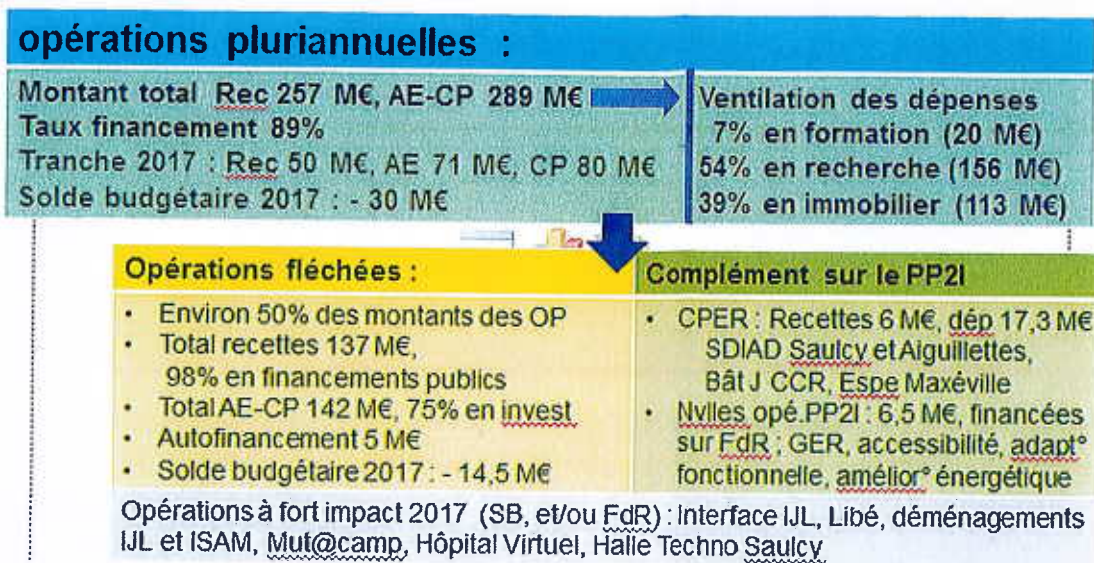 opérations pluriannuelles :
Montant total Rec 257 M€, AE-CP 289 M€
Taux financement 89%
Tranche 2017 : Rec 50 M€, AE 71 M€, CP 80 M€
Solde budgétaire 2017 : - 30 M€
Ventilation des dépenses
7% en formation (20 M€)
54% en recherche (156 M€)
39% en immobilier (113 M€)
Opérations fléchées :
• Environ 50% des montants des OP
• Total recettes 137 M€,
98% en financements publics
• Total AE-CP 142 M€, 75% en invest
• Autofinancement 5 M€
• Solde budgétaire 2017 : - 14,5 M€
Complément sur le PP2I
• CPER : Recettes 6 M€, dép 17,3 M€
SDIAD Saulcy et Aiguillettes,
Bât J CCR, Espe Maxéville
• Nvlles opé.PP2I : 6,5 M€, financées
sur FdR ; GER, accessibilité, adapt°
fonctionnelle, amélior° énergétique
Opérations à fort impact 2017 (SB, et/ou FdR) : Interface IJL, Libé, déménagements
IJL et ISAM, Mut@camp, Hôpital Virtuel, Halle Techno Saulcy